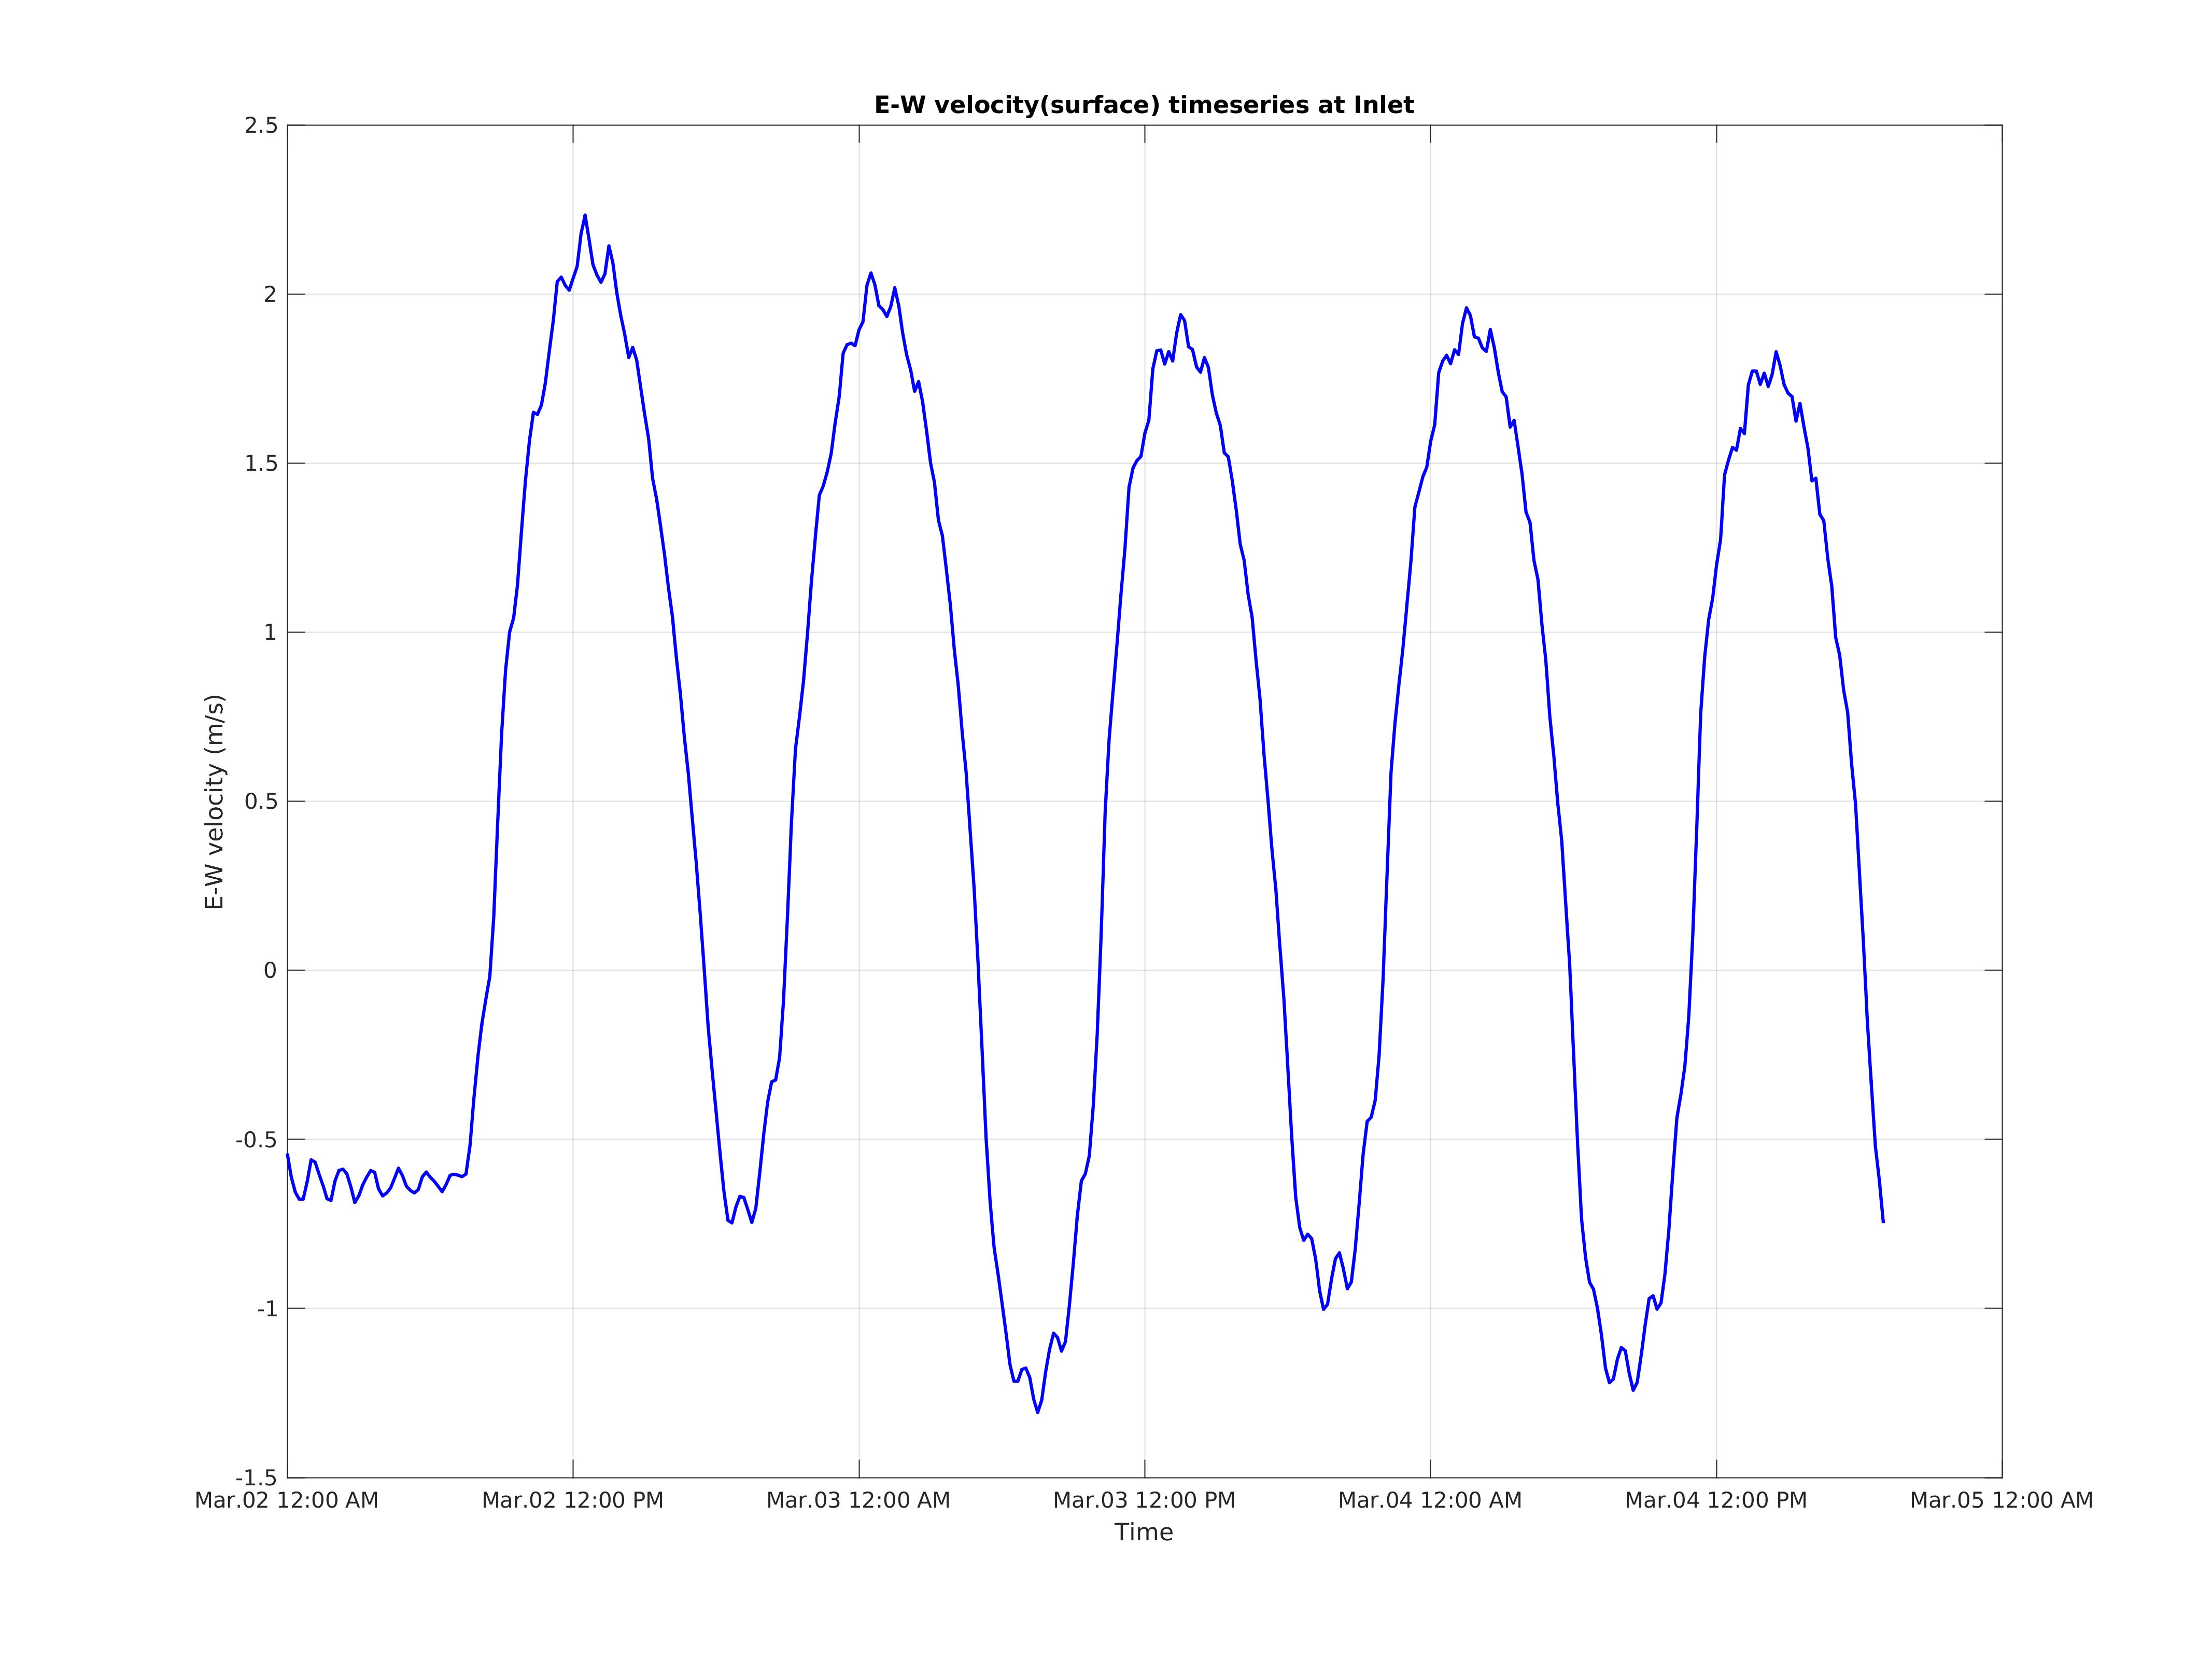 E-W velocity(surface) timeseries at Inlet
E-W velocity (m/s)
2.5
2
1.5
1
0.5
0
-0.5
-1
-1.5
Mar.02 12:00 AM
Mar.02 12:00 PM
Mar.03 12:00 AM
Mar.03 12:00 PM
Mar.04 12:00 AM
Mar.04 12:00 PM
Mar.05 12:00 AM
Time